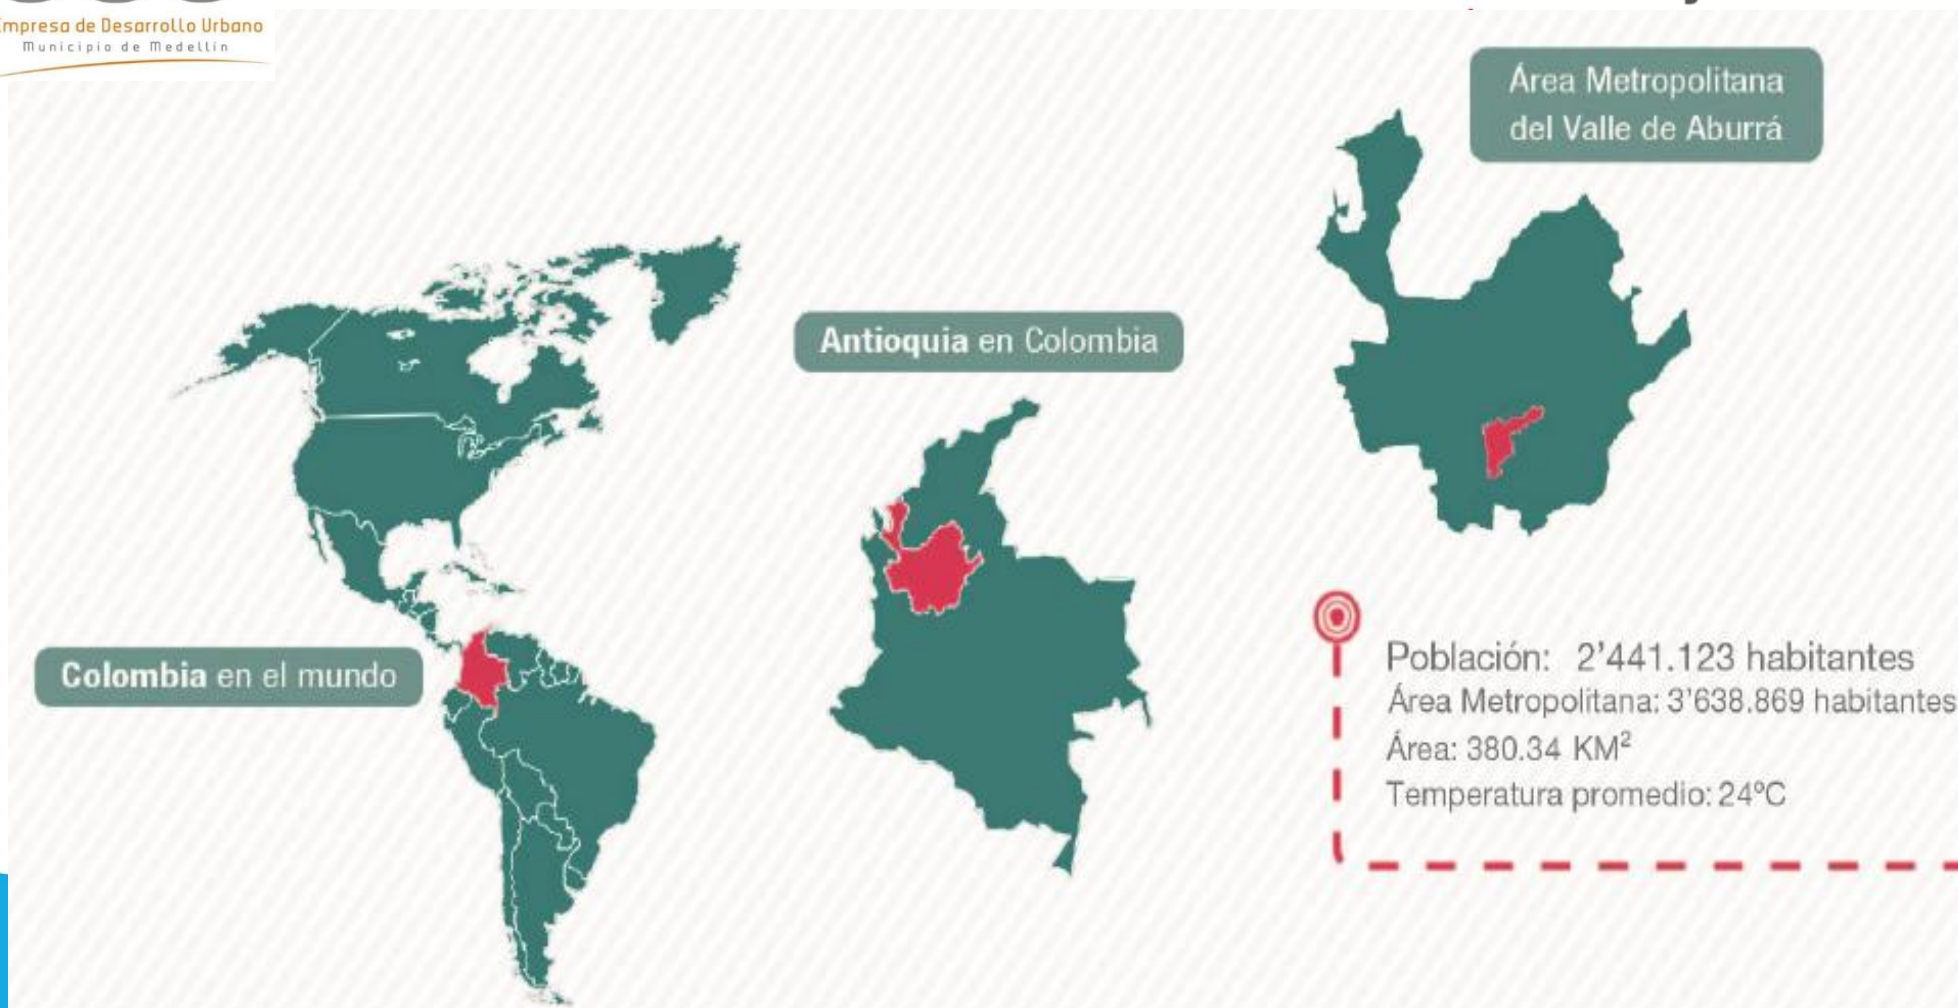 Empresa de Desarrollo Urbano
Municipio de Medellín
Área Metropolitana
del Valle de Aburrá
Antioquia en Colombia
Colombia en el mundo
Población: 2’441.123 habitantes
Área Metropolitana: 3’638.869 habitantes
Área: 380.34 KM²
Temperatura promedio: 24ºC